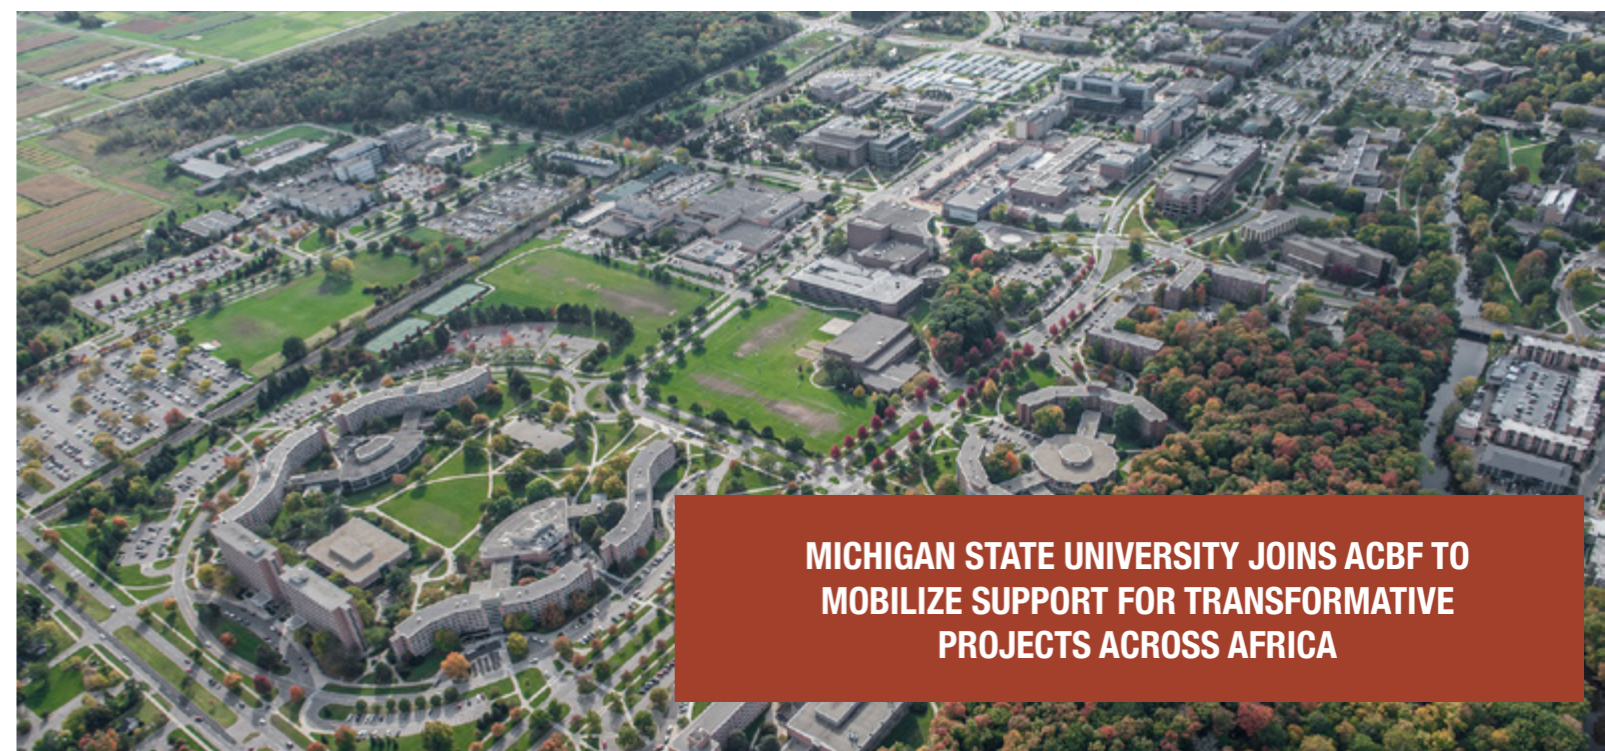 MICHIGAN STATE UNIVERSITY JOINS ACBF TO
MOBILIZE SUPPORT FOR TRANSFORMATIVE
PROJECTS ACROSS AFRICA